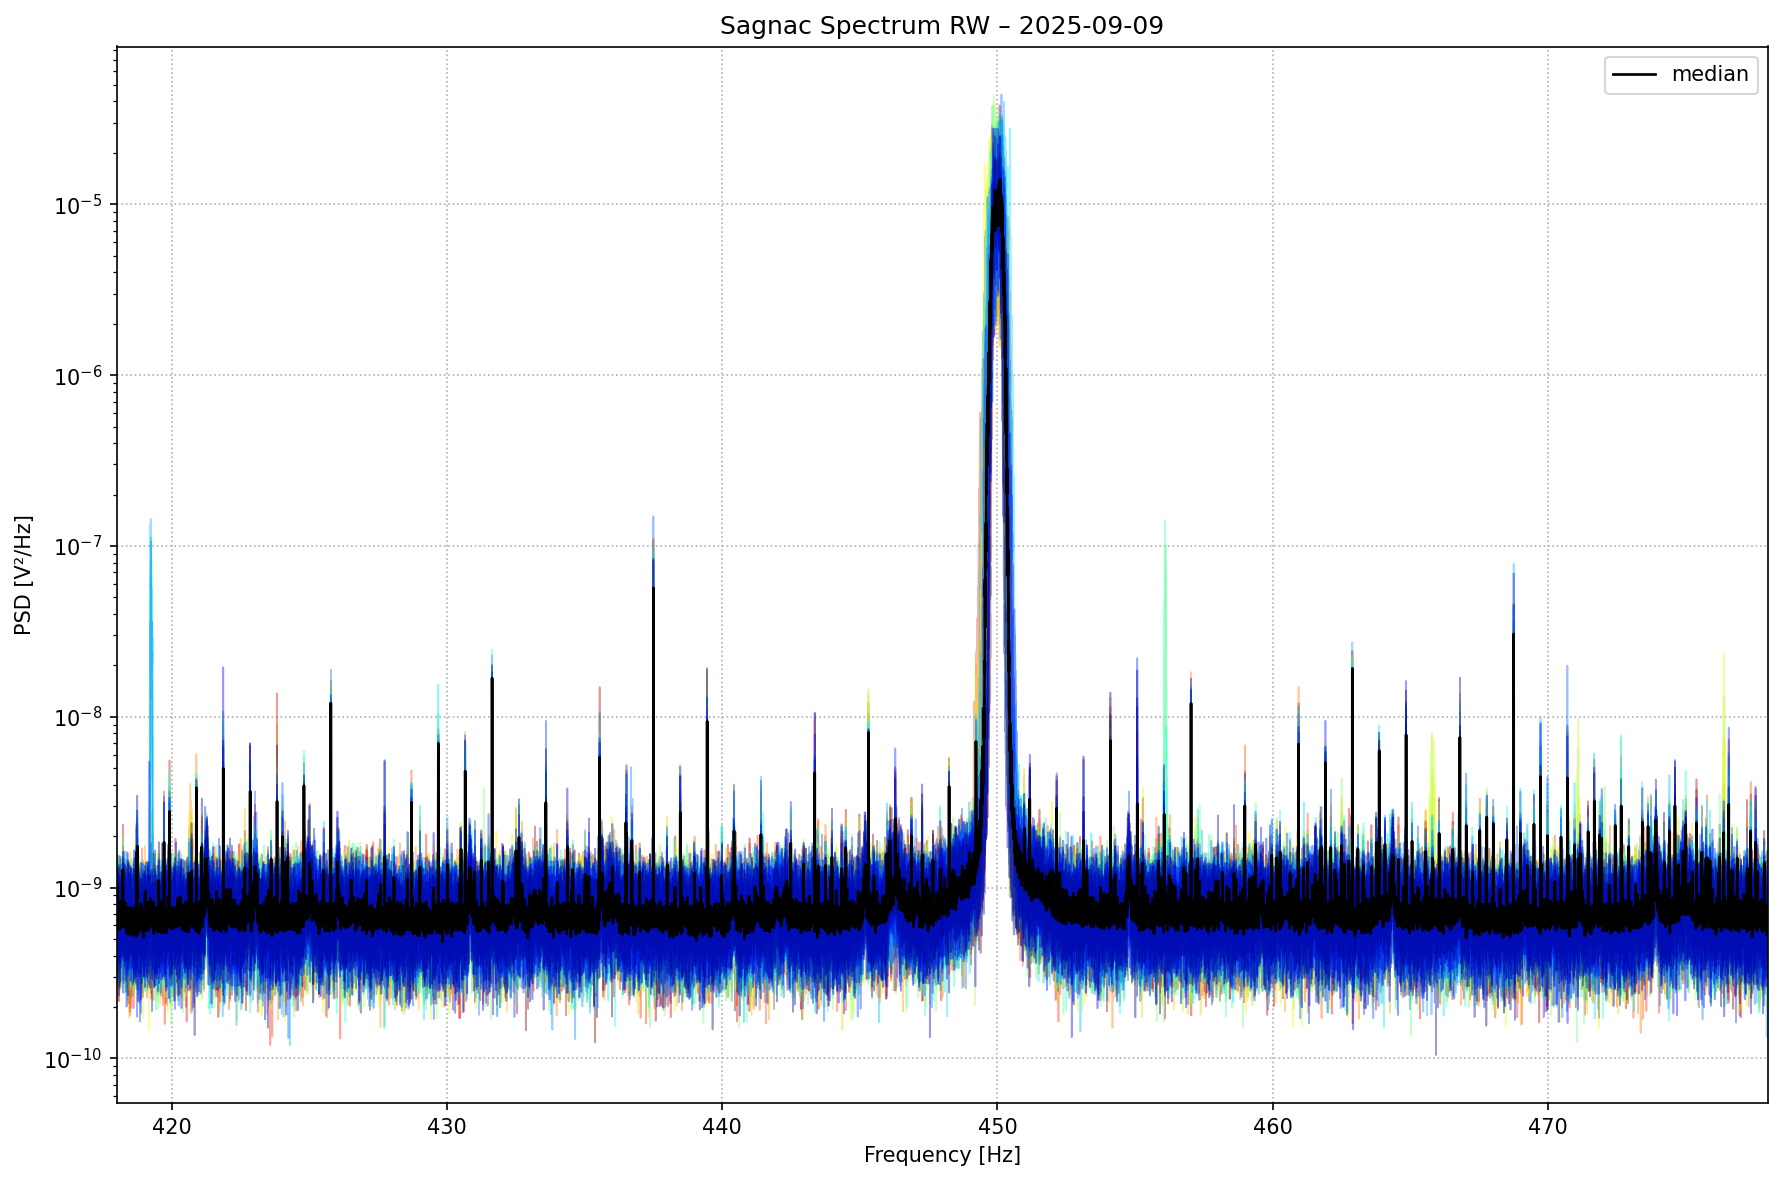 Sagnac Spectrum RW – 2025-09-09
median
10⁻⁵
10⁻⁶
10⁻⁷
10⁻⁸
10⁻⁹
10⁻¹⁰
PSD [V²/Hz]
420 430 440 450 460 470
Frequency [Hz]